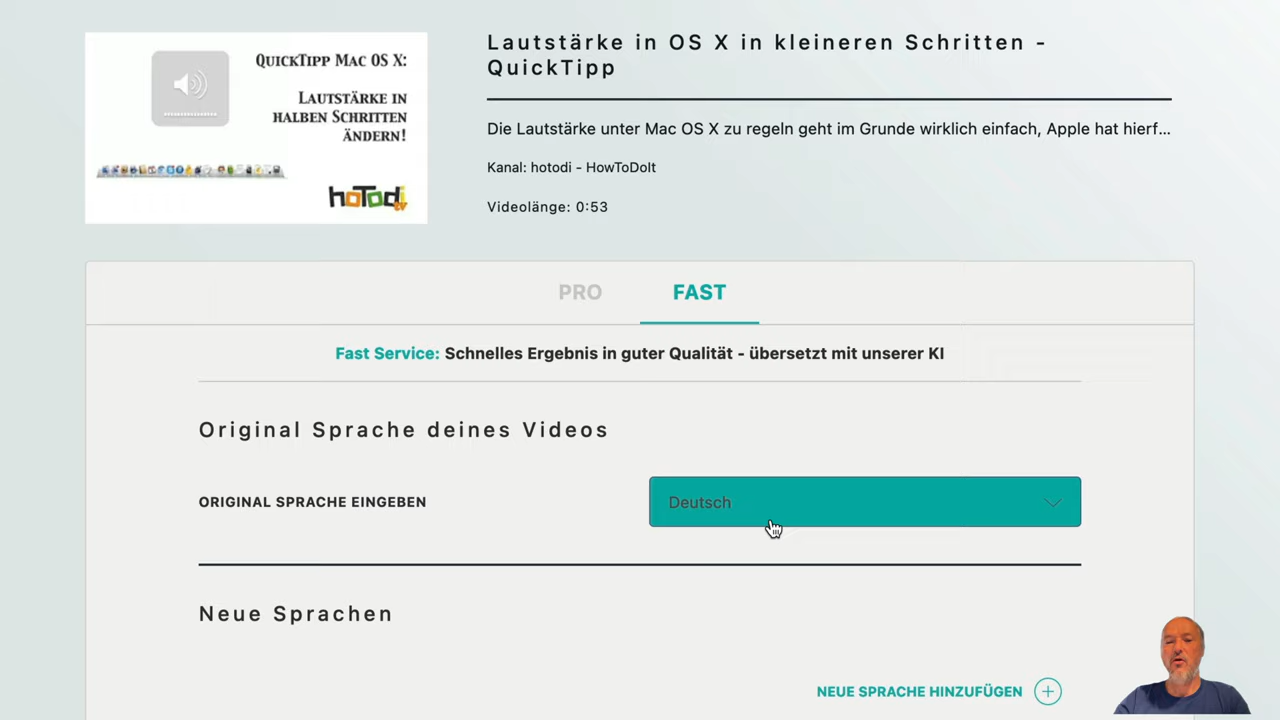 QUICKTIPP MAC OS X:
LAUTSTÄRKE IN
HALBEN SCHRITTEN
ÄNDERN!
hoTodi
tv
Lautstärke in OS X in kleineren Schritten -
QuickTipp
Die Lautstärke unter Mac OS X zu regeln geht im Grunde wirklich einfach, Apple hat hierf...
Kanal: hotodi - HowToDoIt
Videolänge: 0:53
PRO
FAST
Fast Service: Schnelles Ergebnis in guter Qualität - übersetzt mit unserer KI
Original Sprache deines Videos
ORIGINAL SPRACHE EINGEBEN
Deutsch
Neue Sprachen
NEUE SPRACHE HINZUFÜGEN